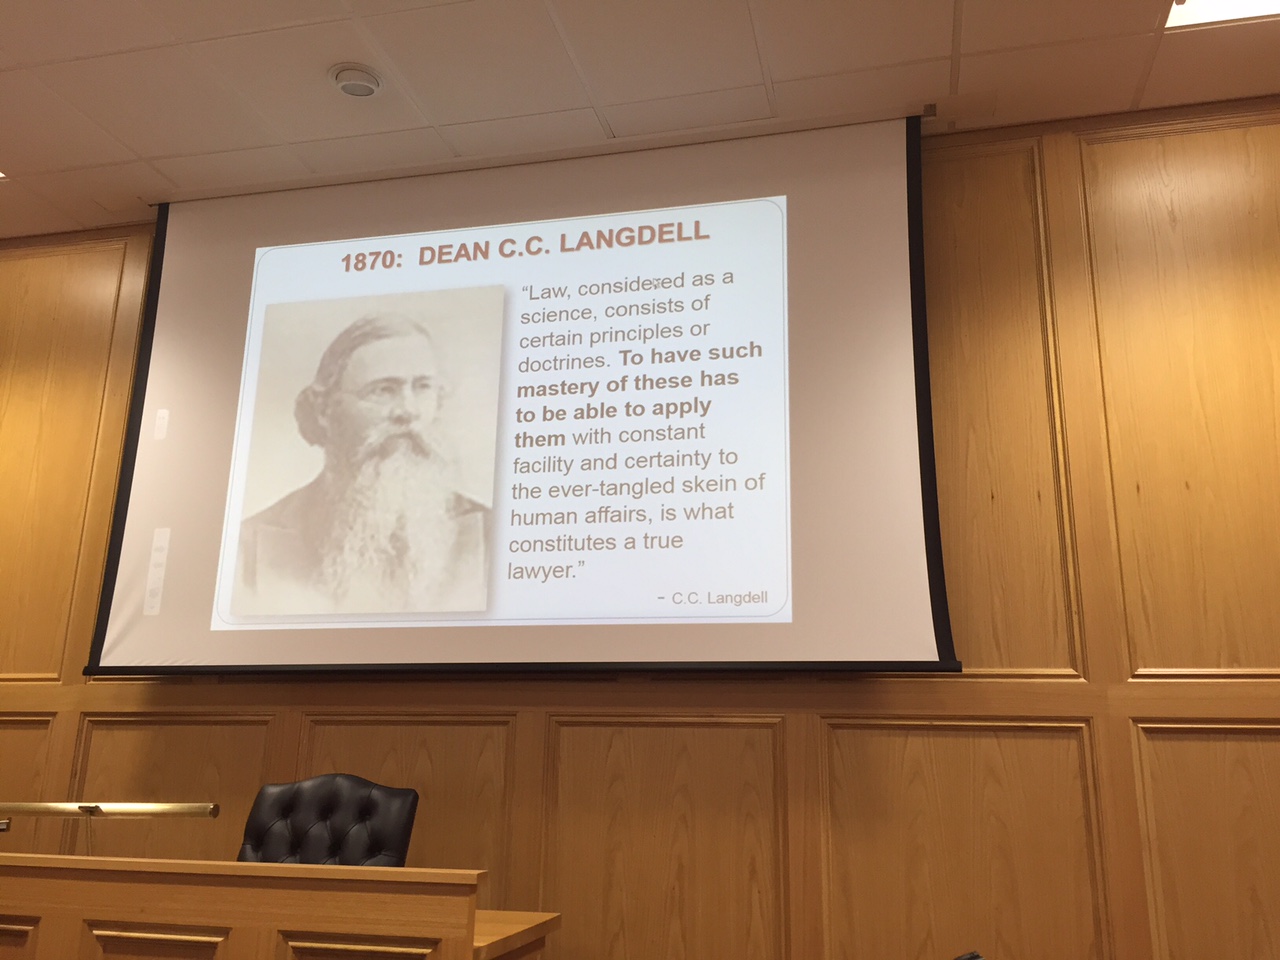 1870: DEAN C.C. LANGDELL
“Law, considered as a
science, consists of
certain principles or
doctrines. To have such
mastery of these has
to be able to apply
them with constant
facility and certainty to
the ever-tangled skein of
human affairs, is what
constitutes a true
lawyer.”
- C.C. Langdell